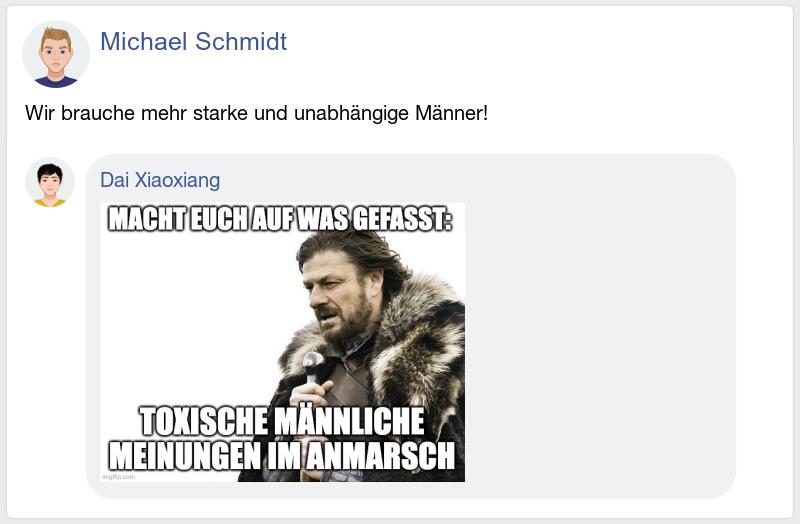 Michael Schmidt
Wir brauche mehr starke und unabhängige Männer!
Dai Xiaoxiang
MACHT EUCH AUF WAS GEFASST:
TOXISCHE MÄNNLICHE
MEINUNGEN IM ANMARSCH
imgflip.com